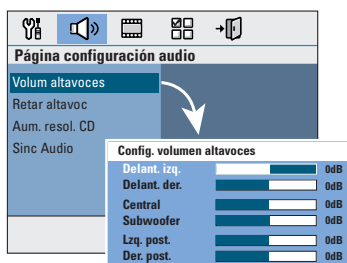 Página configuración audio
Volum altavoces
Retar altavoc
Aum. resol. CD
Sinc Audio
Config. volumen altavoces
Delant. izq. 0dB
Delant. der. 0dB
Central 0dB
Subwoofer 0dB
Lzq. post. 0dB
Der. post. 0dB